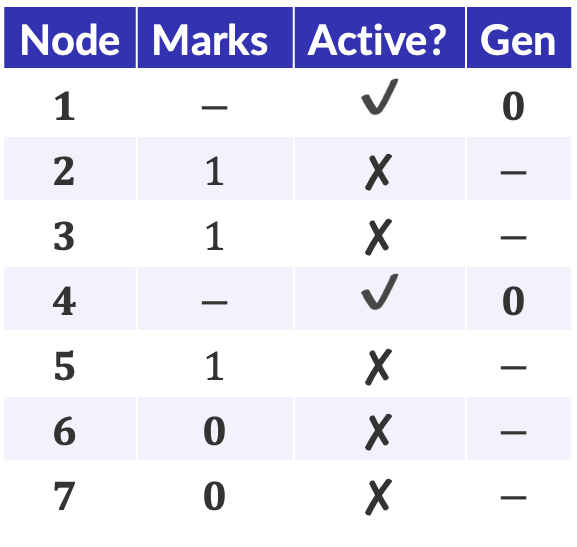 Node Marks Active? Gen
1 – ✓ 0
2 1 ✗ –
3 1 ✗ –
4 – ✓ 0
5 1 ✗ –
6 0 ✗ –
7 0 ✗ –